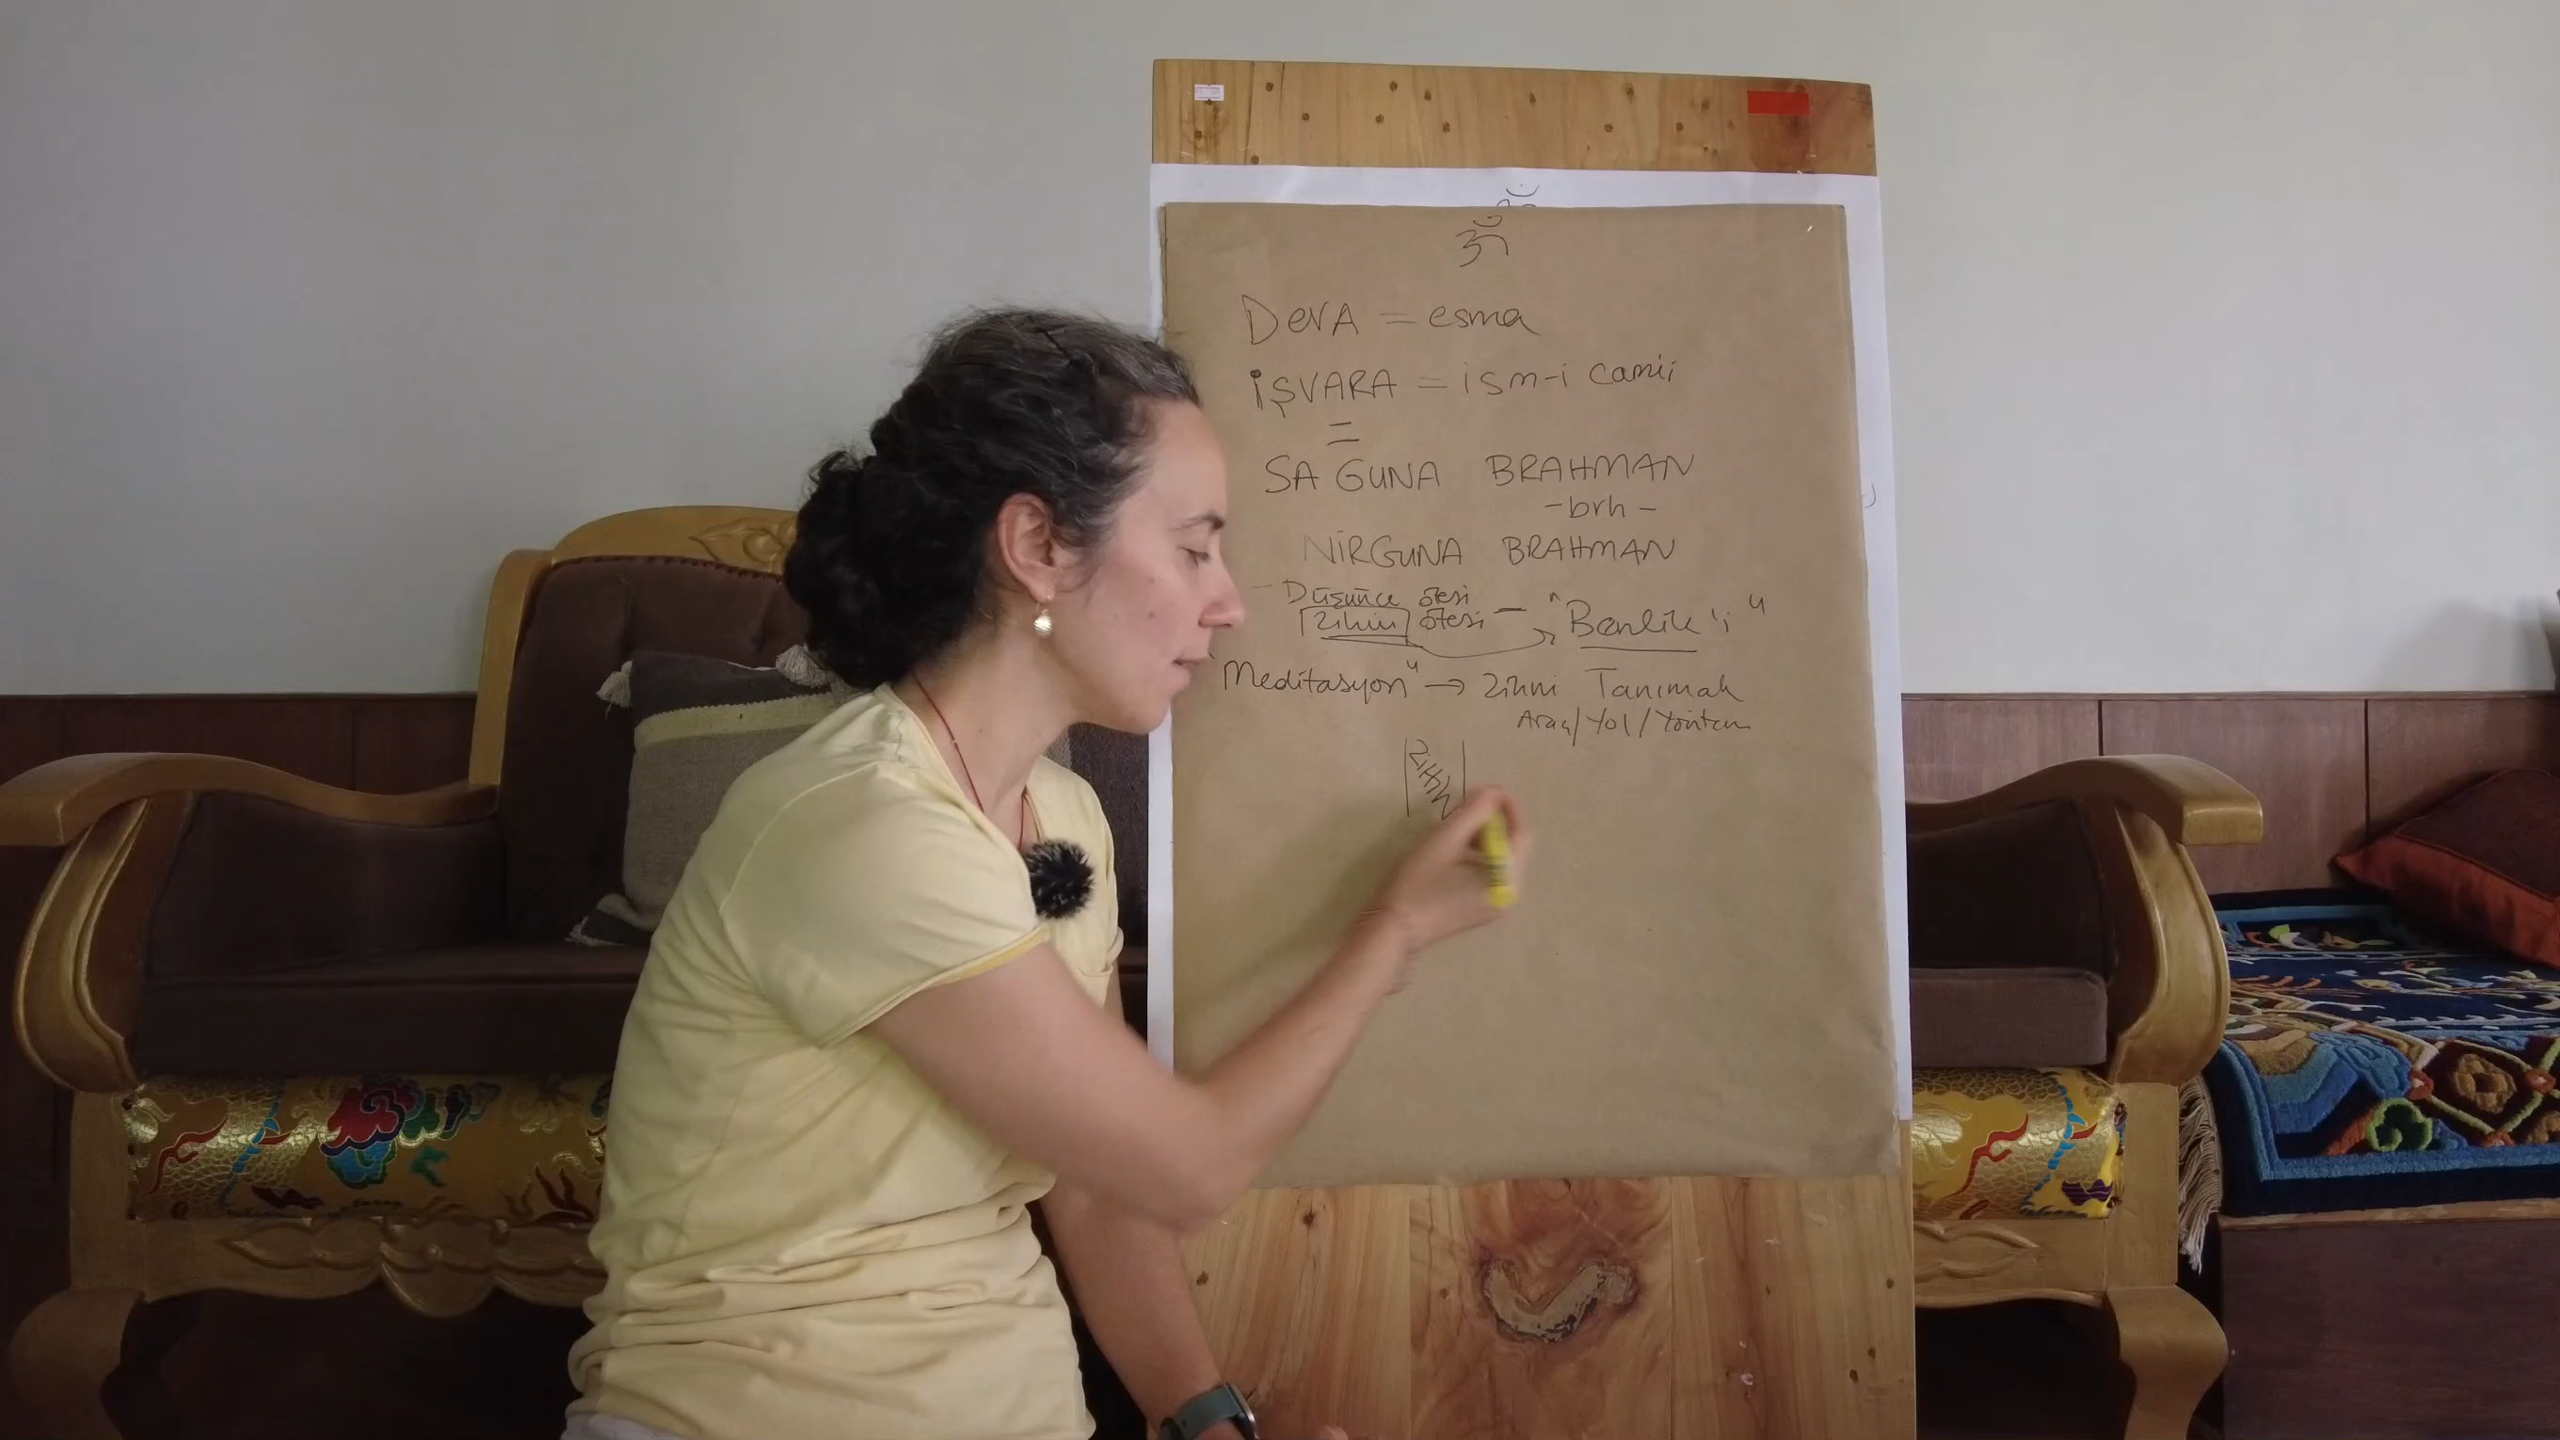 ॐ
DevA = esma
iŞVARA = ism-i camii
=
SA GUNA BRAHMAN
-brh-
NiRGUNA BRAHMAN
- Düşünce ötesi
zihin ötesi - "Benlik'i"
"Meditasyon" → zihni Tanımak
Araç/Yol/Yöntem
ziHiN